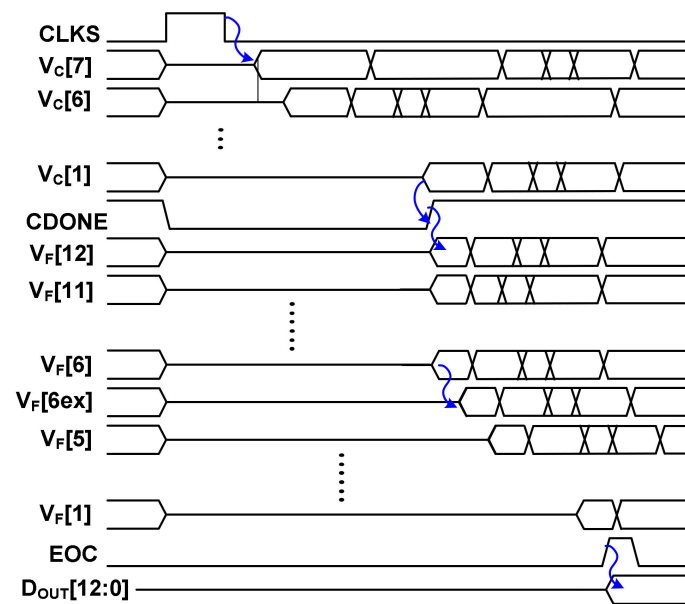 CLKS
VC[7]
VC[6]
VC[1]
CDONE
VF[12]
VF[11]
VF[6]
VF[6ex]
VF[5]
VF[1]
EOC
DOUT[12:0]